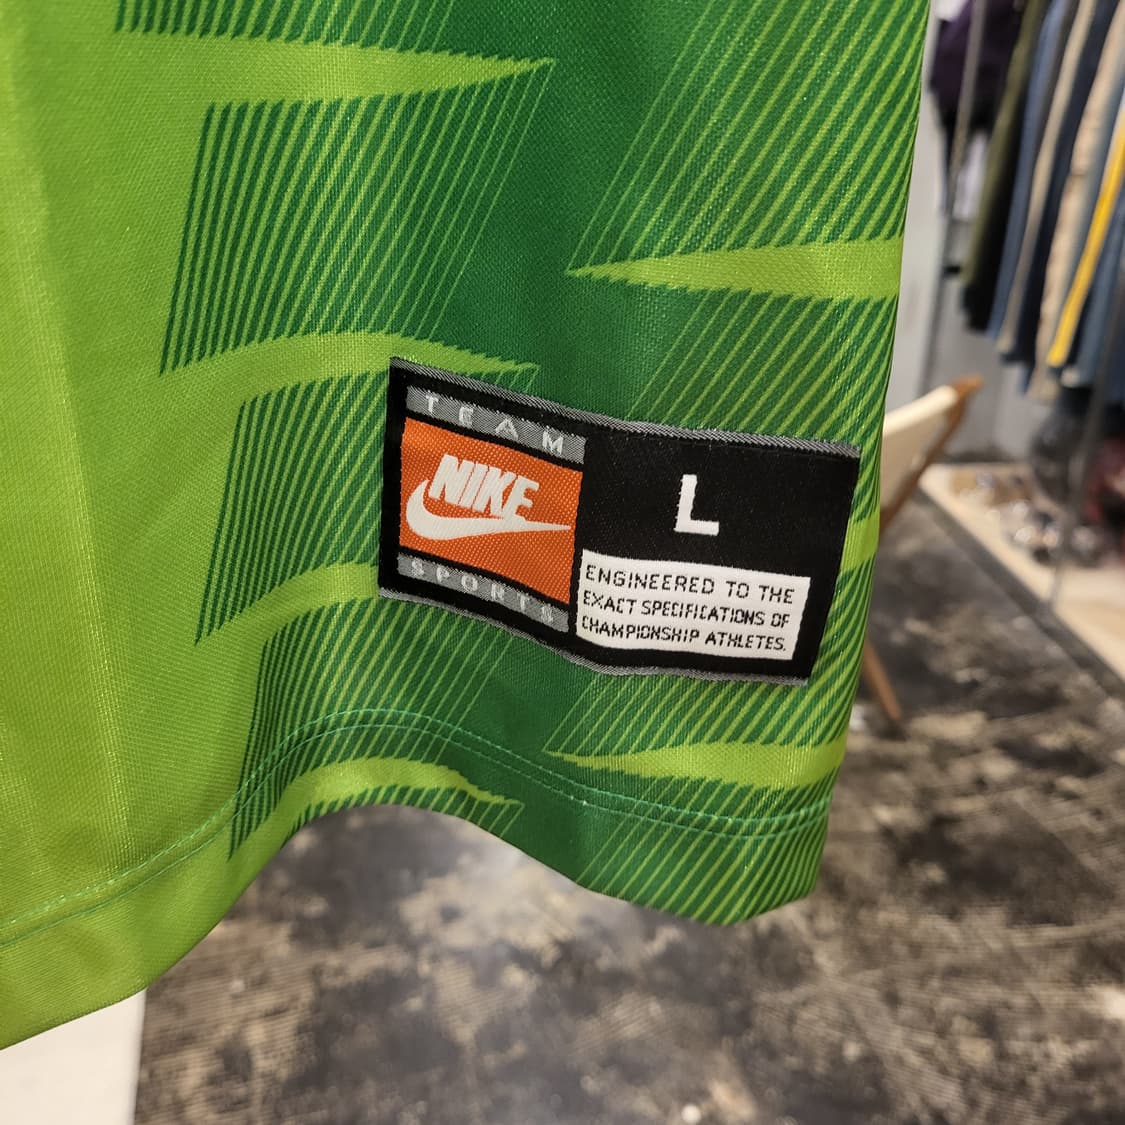 TEAM
NIKE
SPORTS
L
ENGINEERED TO THE
EXACT SPECIFICATIONS OF
CHAMPIONSHIP ATHLETES.